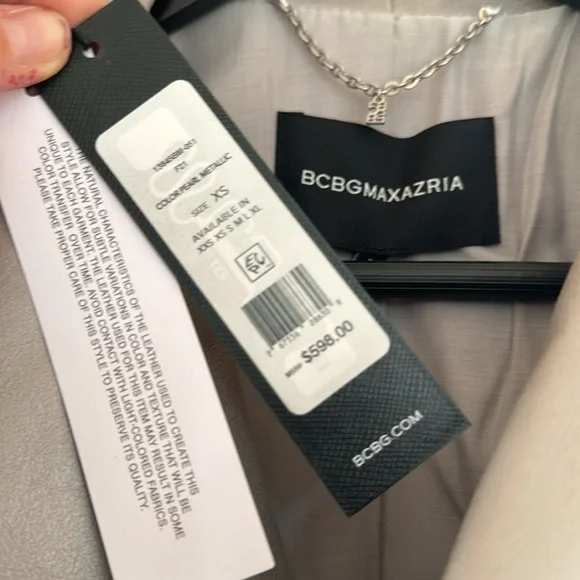 F21
COLOR PEARL METALLIC
SIZE XS
AVAILABLE IN
XXS XS S M L XL
MSRP $598.00
BCBG.COM
BCBGMAXAZRIA
THE NATURAL CHARACTERISTICS OF THE LEATHER USED TO CREATE THIS
STYLE ALLOW FOR SUBTLE VARIATIONS IN COLOR AND TEXTURE THAT WILL BE
UNIQUE TO EACH GARMENT. THE LEATHER USED FOR THIS ITEM MAY RESULT IN SOME
COLOR TRANSFER OVER TIME. AVOID CONTACT WITH LIGHT-COLORED FABRICS.
PLEASE TAKE PROPER CARE OF THIS STYLE TO PRESERVE ITS QUALITY.